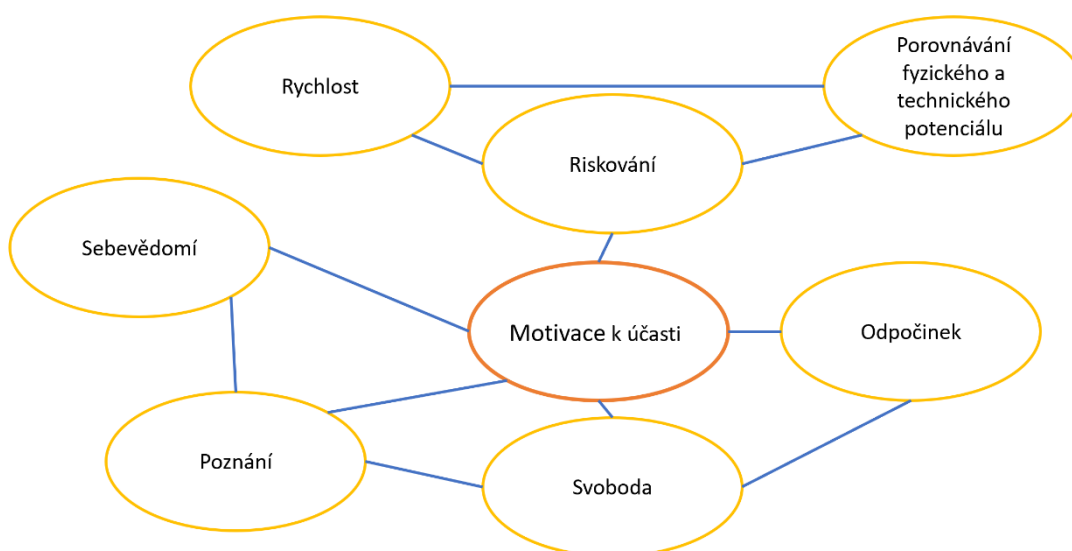 Rychlost
Porovnávání
fyzického a
technického
potenciálu
Riskování
Sebevědomí
Motivace k účasti
Odpočinek
Poznání
Svoboda